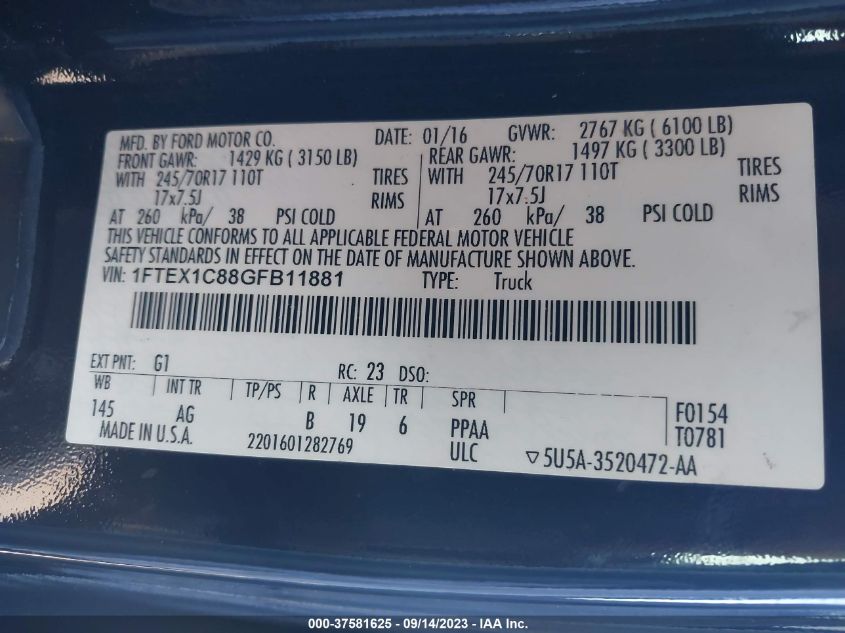 MFD. BY FORD MOTOR CO. DATE: 01/16 GVWR: 2767 KG ( 6100 LB)
FRONT GAWR: 1429 KG ( 3150 LB) REAR GAWR: 1497 KG ( 3300 LB)
WITH 245/70R17 110T TIRES WITH 245/70R17 110T TIRES
17x7.5J RIMS 17x7.5J RIMS
AT 260 kPa/ 38 PSI COLD AT 260 kPa/ 38 PSI COLD
THIS VEHICLE CONFORMS TO ALL APPLICABLE FEDERAL MOTOR VEHICLE
SAFETY STANDARDS IN EFFECT ON THE DATE OF MANUFACTURE SHOWN ABOVE.
VIN: 1FTEX1C88GFB11881 TYPE: Truck
EXT PNT: G1 RC: 23 DSO:
WB INT TR TP/PS R AXLE TR SPR
145 AG B 19 6 PPAA F0154
MADE IN U.S.A. 2201601282769 ULC T0781
▽5U5A-3520472-AA
000-37581625 - 09/14/2023 - IAA Inc.